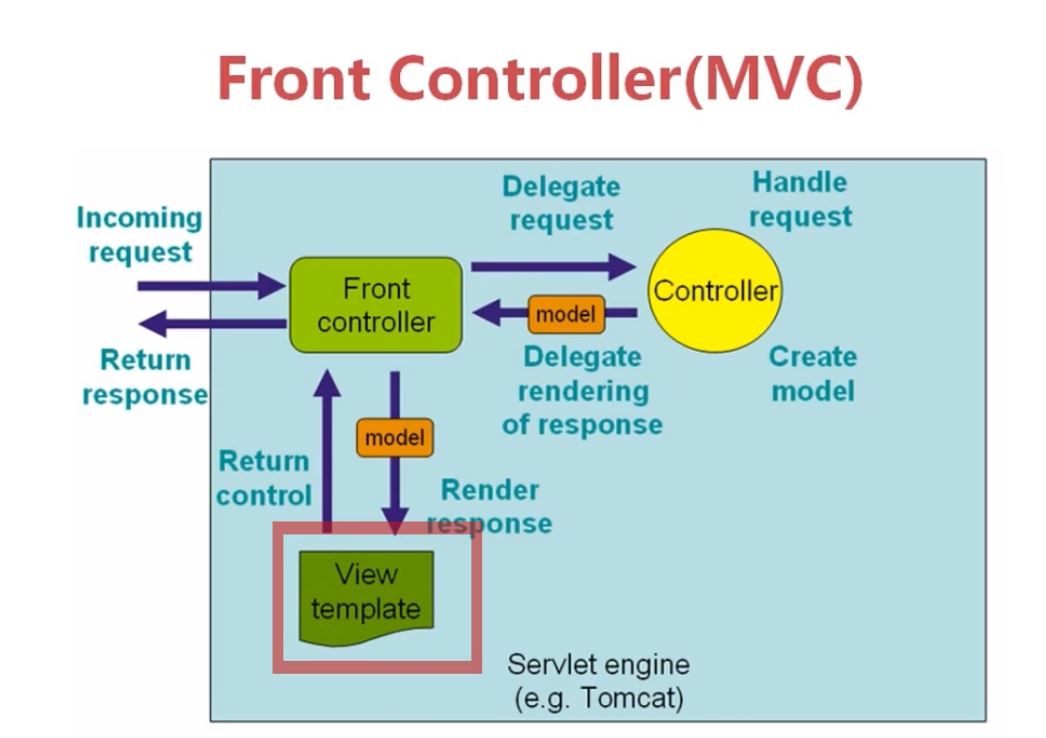 Front Controller(MVC)
Incoming
request
Return
response
Front
controller
Delegate
request
Handle
request
Controller
model
Delegate
rendering
of response
Create
model
model
Return
control
Render
response
View
template
Servlet engine
(e.g. Tomcat)